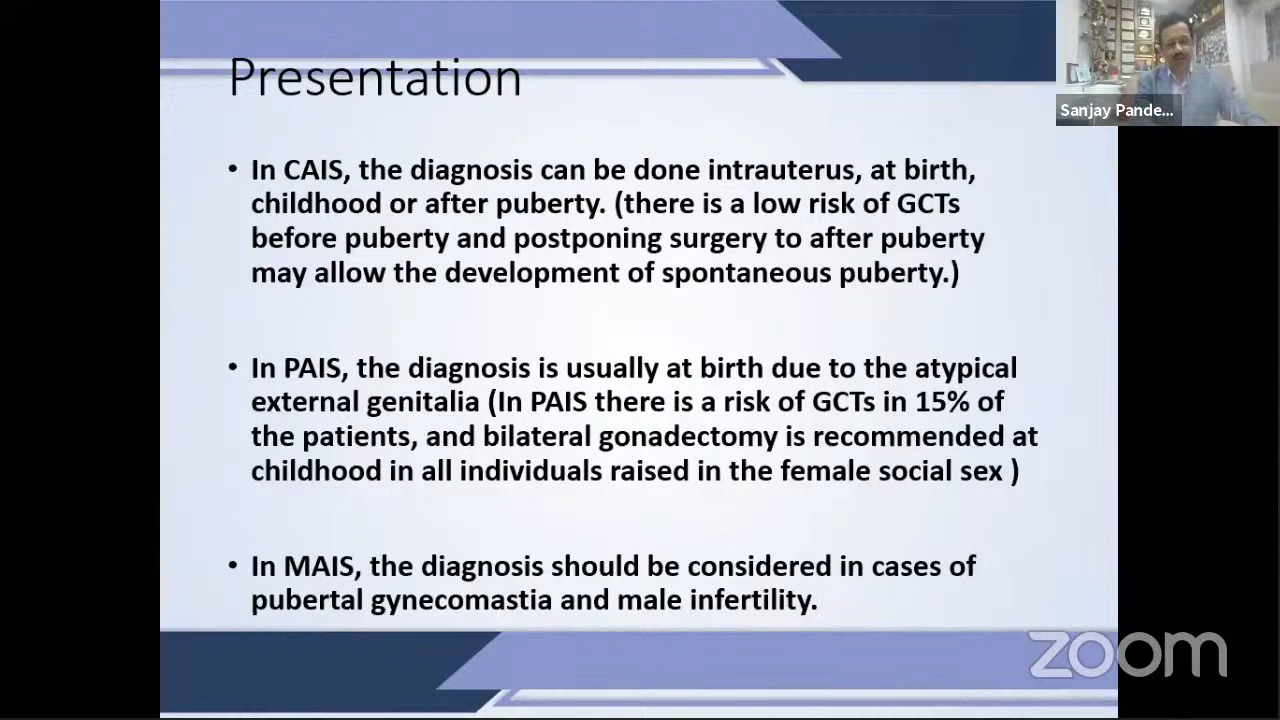 Presentation
Sanjay Pande...
• In CAIS, the diagnosis can be done intrauterus, at birth,
childhood or after puberty. (there is a low risk of GCTs
before puberty and postponing surgery to after puberty
may allow the development of spontaneous puberty.)
• In PAIS, the diagnosis is usually at birth due to the atypical
external genitalia (In PAIS there is a risk of GCTs in 15% of
the patients, and bilateral gonadectomy is recommended at
childhood in all individuals raised in the female social sex )
• In MAIS, the diagnosis should be considered in cases of
pubertal gynecomastia and male infertility.
zoom